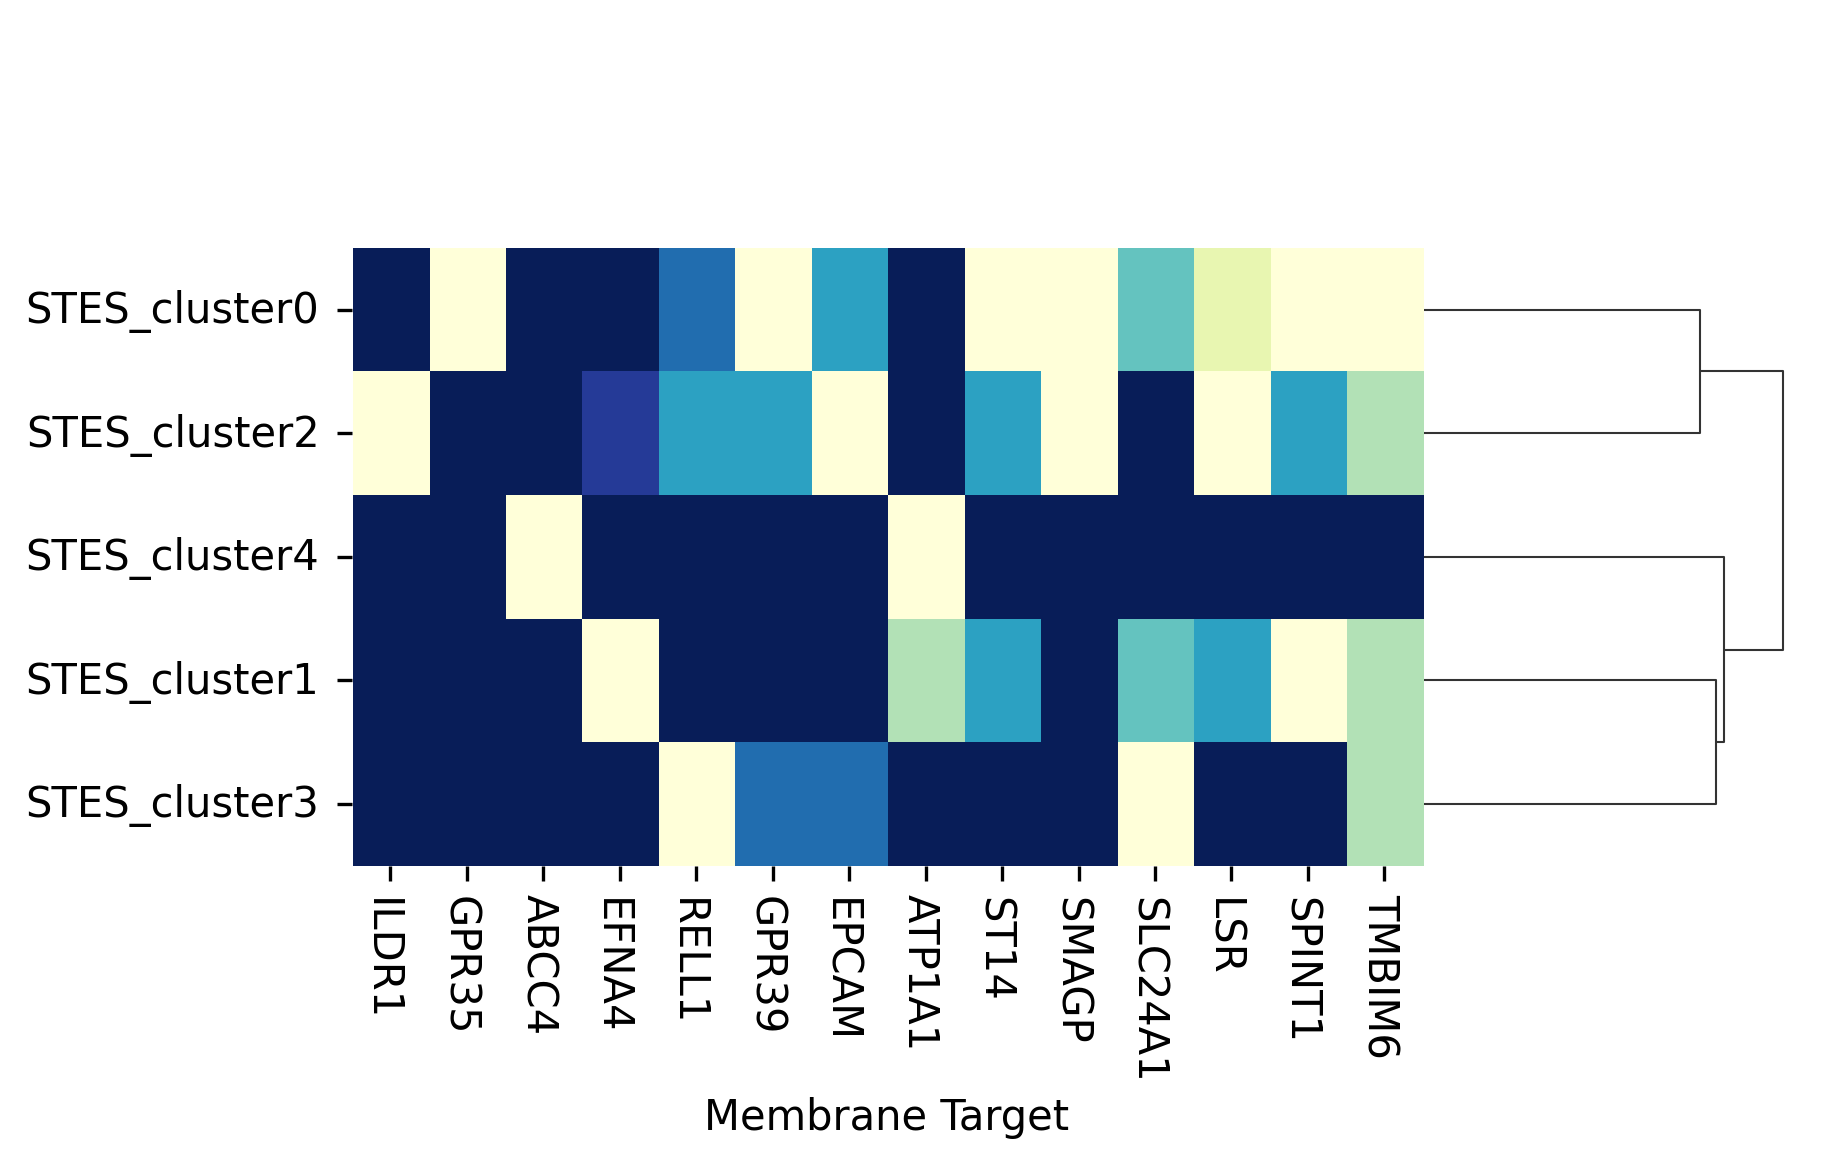 STES_cluster0
STES_cluster2
STES_cluster4
STES_cluster1
STES_cluster3
ILDR1
GPR35
ABCC4
EFNA4
RELL1
GPR39
EPCAM
ATP1A1
ST14
SMAGP
SLC24A1
LSR
SPINT1
TMBIM6
Membrane Target